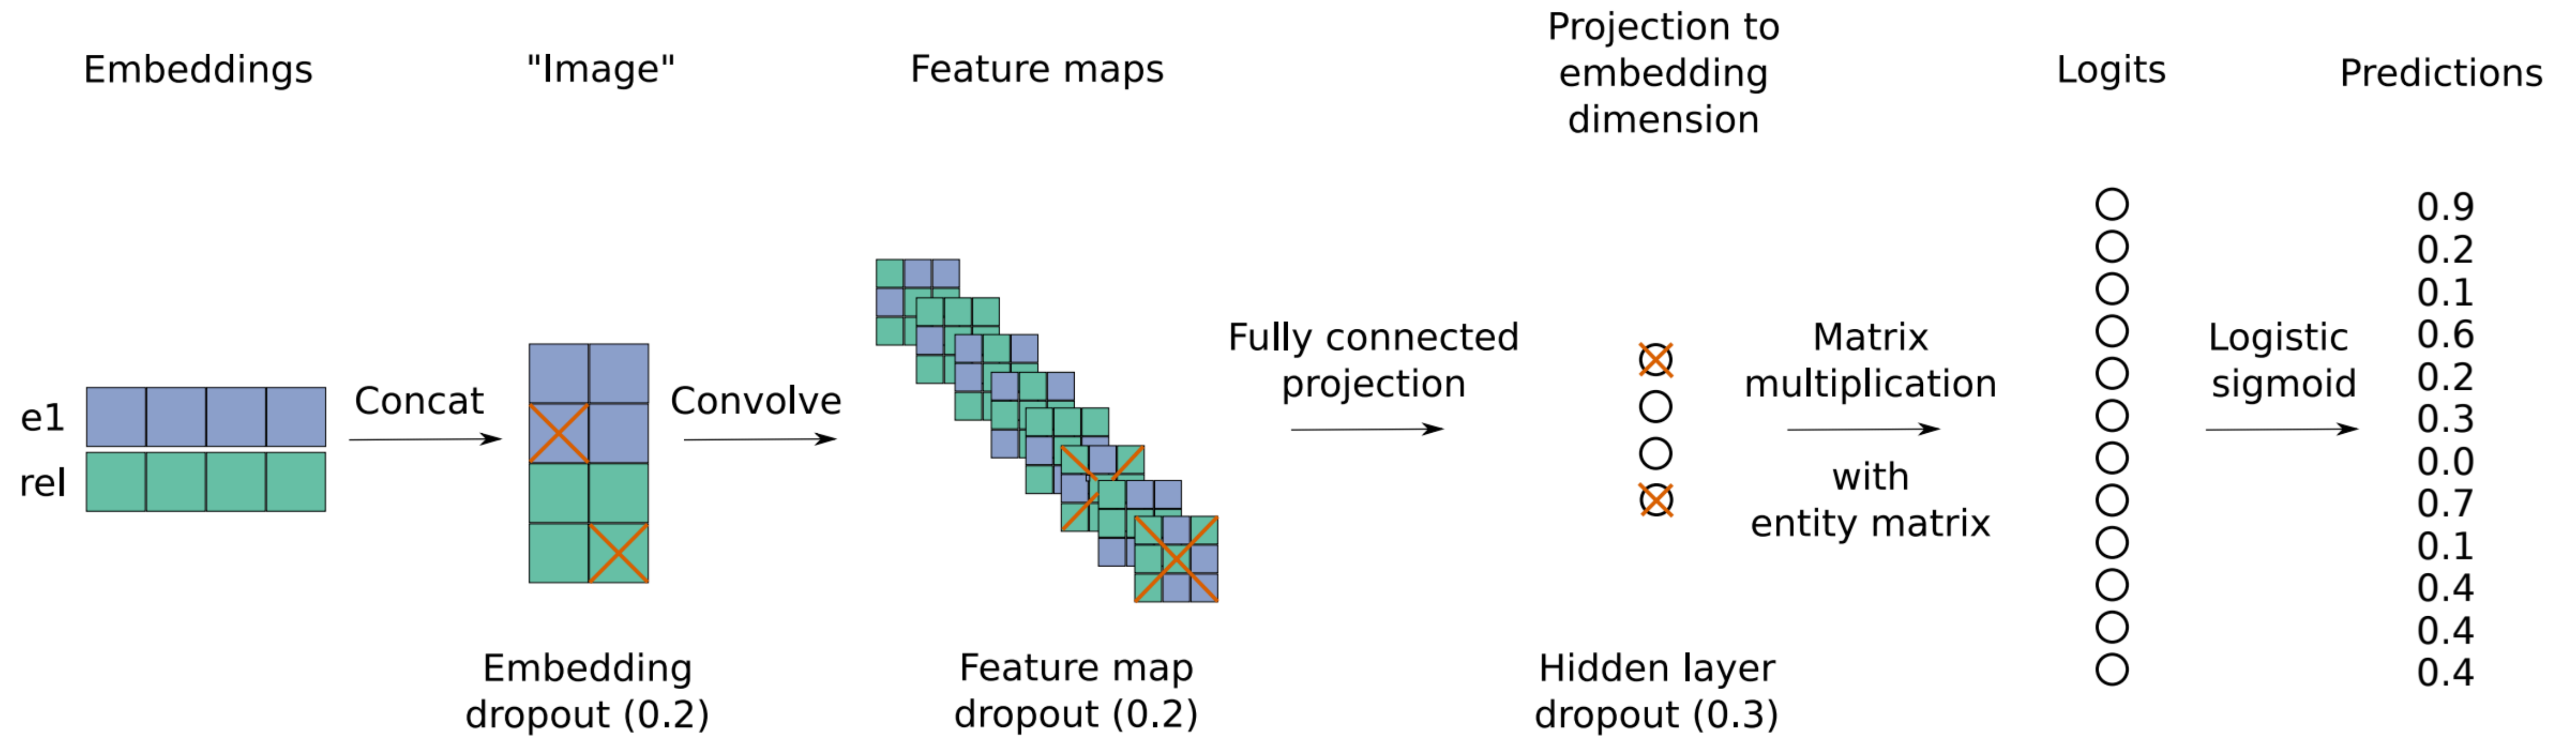 Embeddings
"Image"
Feature maps
Projection to
embedding
dimension
Logits
Predictions
e1
rel
Concat
Convolve
Fully connected
projection
Matrix
multiplication
with
entity matrix
Logistic
sigmoid
0.9
0.2
0.1
0.6
0.2
0.3
0.0
0.7
0.1
0.4
0.4
0.4
Embedding
dropout (0.2)
Feature map
dropout (0.2)
Hidden layer
dropout (0.3)